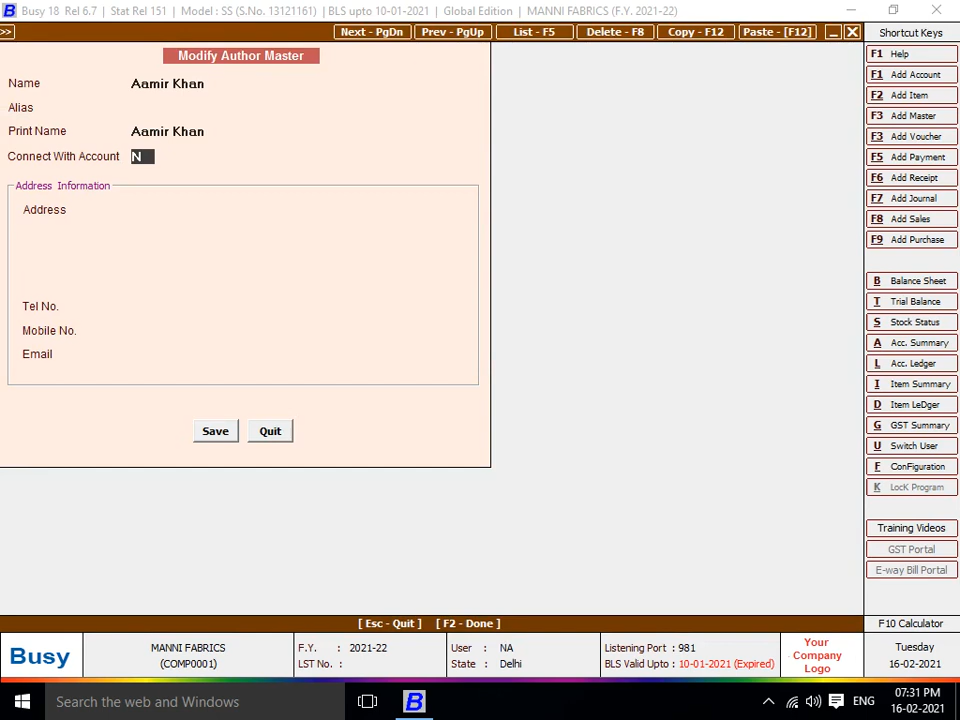 Busy 18 Rel 6.7 | Stat Rel 151 | Model : SS (S.No. 13121161) | BLS upto 10-01-2021 | Global Edition | MANNI FABRICS (F.Y. 2021-22)
>> Next - PgDn Prev - PgUp List - F5 Delete - F8 Copy - F12 Paste - [F12]
Modify Author Master
Name Aamir Khan
Alias
Print Name Aamir Khan
Connect With Account N
Address Information
Address
Tel No.
Mobile No.
Email
Save Quit
Shortcut Keys
F1 Help
F1 Add Account
F2 Add Item
F3 Add Master
F3 Add Voucher
F5 Add Payment
F6 Add Receipt
F7 Add Journal
F8 Add Sales
F9 Add Purchase
B Balance Sheet
T Trial Balance
S Stock Status
A Acc. Summary
L Acc. Ledger
I Item Summary
D Item LeDger
G GST Summary
U Switch User
F ConFiguration
K LocK Program
Training Videos
GST Portal
E-way Bill Portal
[ Esc - Quit ] [ F2 - Done ]
F10 Calculator
Busy
MANNI FABRICS
(COMP0001)
F.Y. : 2021-22
LST No. :
User : NA
State : Delhi
Listening Port : 981
BLS Valid Upto : 10-01-2021 (Expired)
Your
Company
Logo
Tuesday
16-02-2021
Search the web and Windows
B
ENG
07:31 PM
16-02-2021